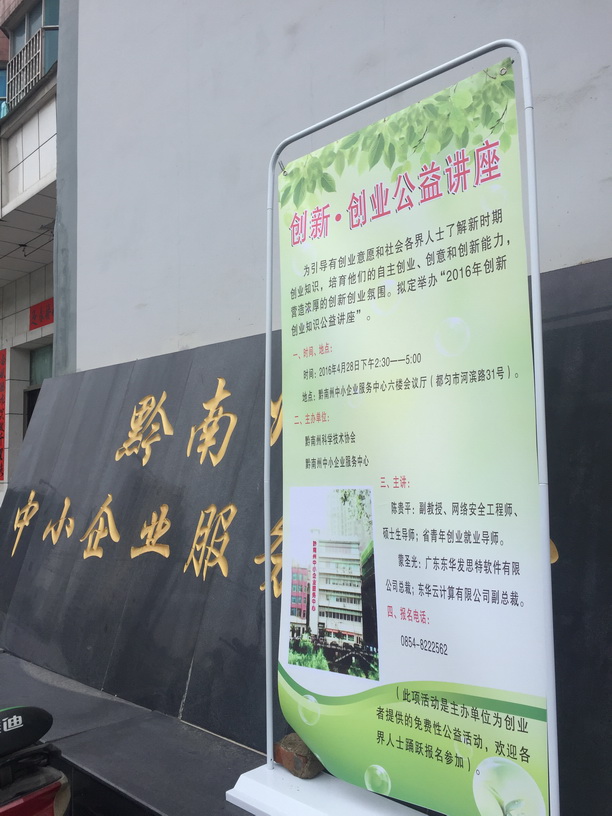 创新·创业公益讲座
为引导有创业意愿和社会各界人士了解新时期
创业知识，培育他们的自主创业、创意和创新能力，
营造浓厚的创新创业氛围。拟定举办“2016年创新
创业知识公益讲座”。
一、时间、地点：
时间：2016年4月28日下午2:30——5:00
地点：黔南州中小企业服务中心六楼会议厅（都匀市河滨路31号）。
二、主办单位：
黔南州科学技术协会
黔南州中小企业服务中心
三、主讲：
陈贵平：副教授、网络安全工程师、
硕士生导师；省青年创业就业导师。
蒙圣光：广东东华发思特软件有限
公司总裁；东华云计算有限公司副总裁。
四、报名电话：
0854-8222562
（此项活动是主办单位为创业
者提供的免费性公益活动，欢迎各
界人士踊跃报名参加）。
黔南州中小企业服务中心
黔南
中小企业服务
迪